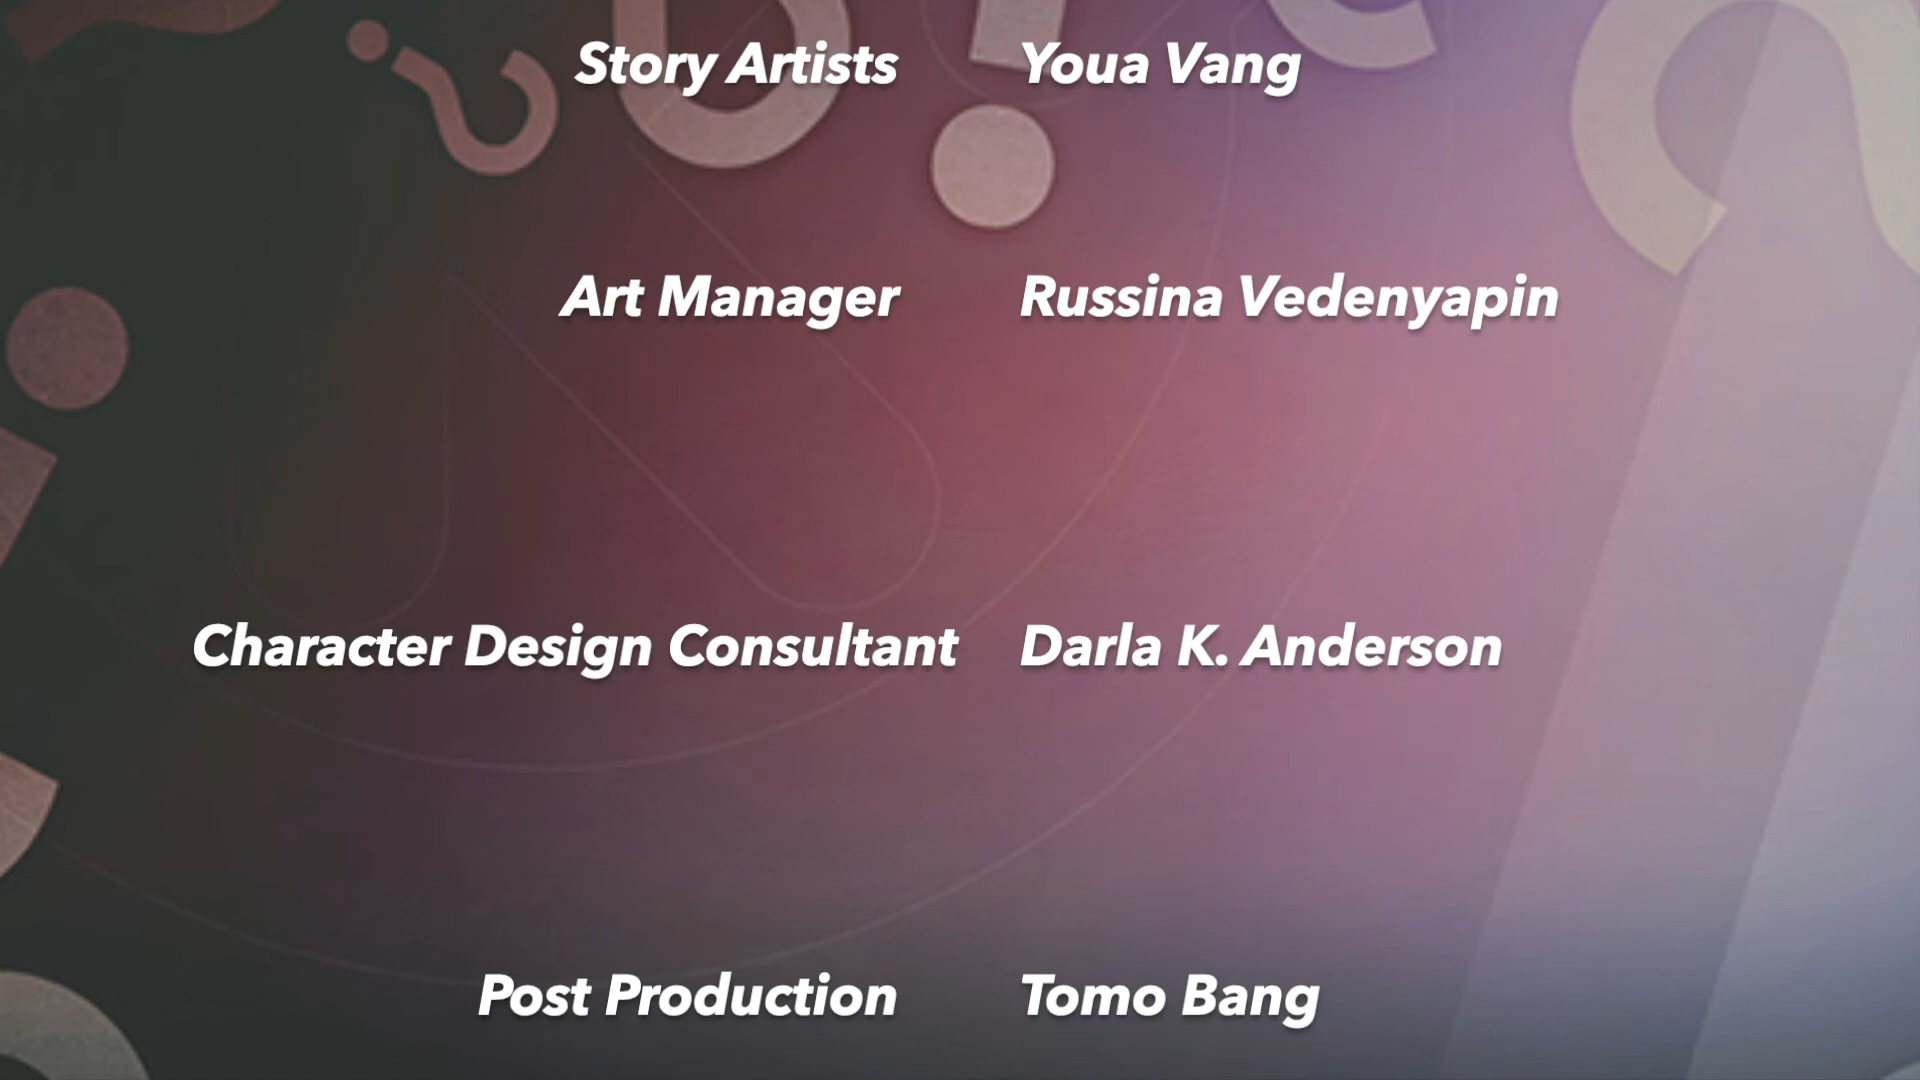 Story Artists Youa Vang
Art Manager Russina Vedenyapin
Character Design Consultant Darla K. Anderson
Post Production Tomo Bang